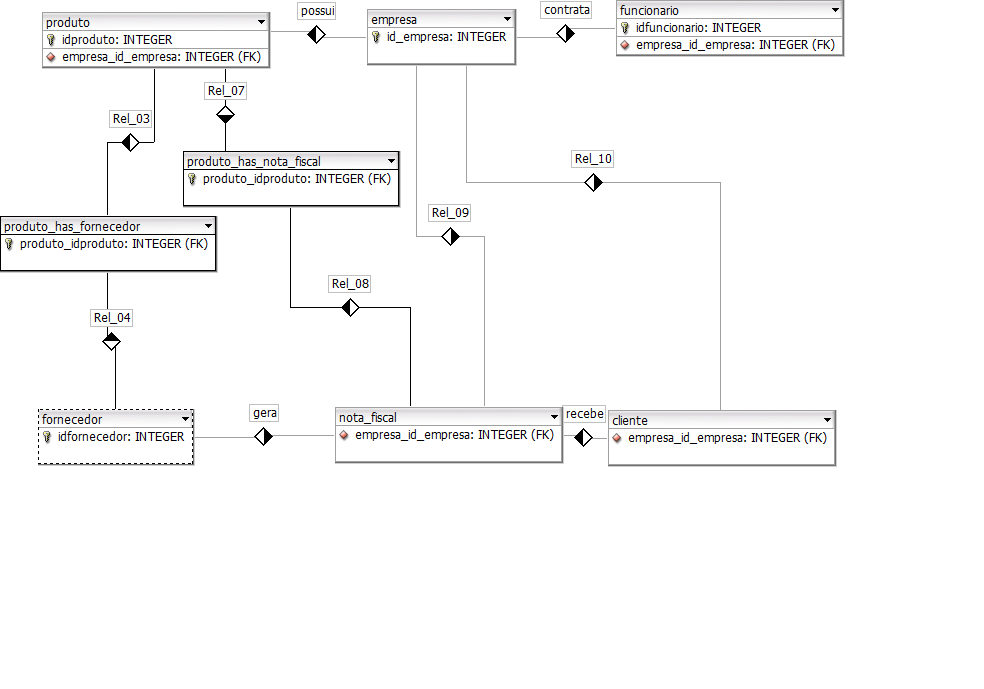 possui
contrata
produto
idproduto: INTEGER
empresa_id_empresa: INTEGER (FK)
empresa
id_empresa: INTEGER
funcionario
idfuncionario: INTEGER
empresa_id_empresa: INTEGER (FK)
Rel_07
Rel_03
produto_has_nota_fiscal
produto_idproduto: INTEGER (FK)
Rel_10
Rel_09
produto_has_fornecedor
produto_idproduto: INTEGER (FK)
Rel_08
Rel_04
fornecedor
idfornecedor: INTEGER
gera
nota_fiscal
empresa_id_empresa: INTEGER (FK)
recebe
cliente
empresa_id_empresa: INTEGER (FK)